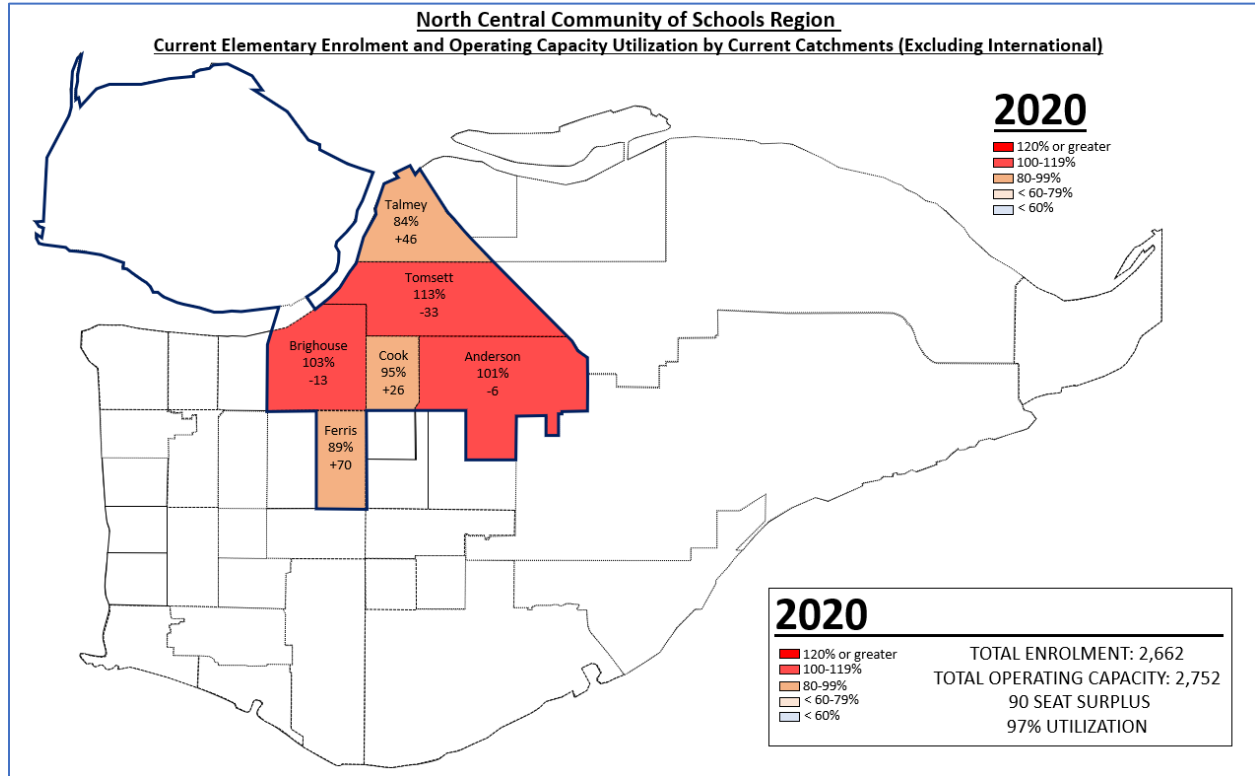 North Central Community of Schools Region
Current Elementary Enrolment and Operating Capacity Utilization by Current Catchments (Excluding International)
2020
120% or greater
100-119%
80-99%
< 60-79%
< 60%
Talmey
84%
+46
Tomsett
113%
-33
Brighouse
103%
-13
Cook
95%
+26
Anderson
101%
-6
Ferris
89%
+70
2020
120% or greater
100-119%
80-99%
< 60-79%
< 60%
TOTAL ENROLMENT: 2,662
TOTAL OPERATING CAPACITY: 2,752
90 SEAT SURPLUS
97% UTILIZATION